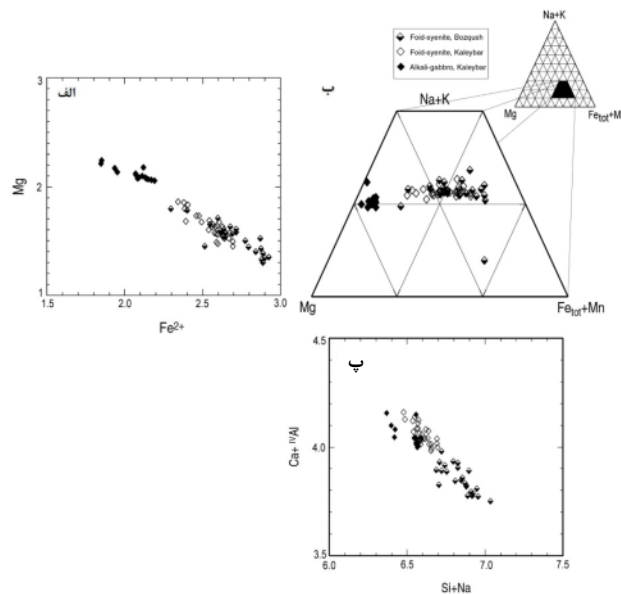 Foid-syenite, Bozqush
Foid-syenite, Kaleybar
Alkali-gabbro, Kaleybar
Na+K
Mg
Fetot+M
الف
3
2
1
Mg
1.5
2.0
2.5
3.0
Fe2+
ب
Na+K
Mg
Fetot+Mn
پ
4.5
4.0
3.5
Ca+ IVAl
6.0
6.5
7.0
7.5
Si+Na